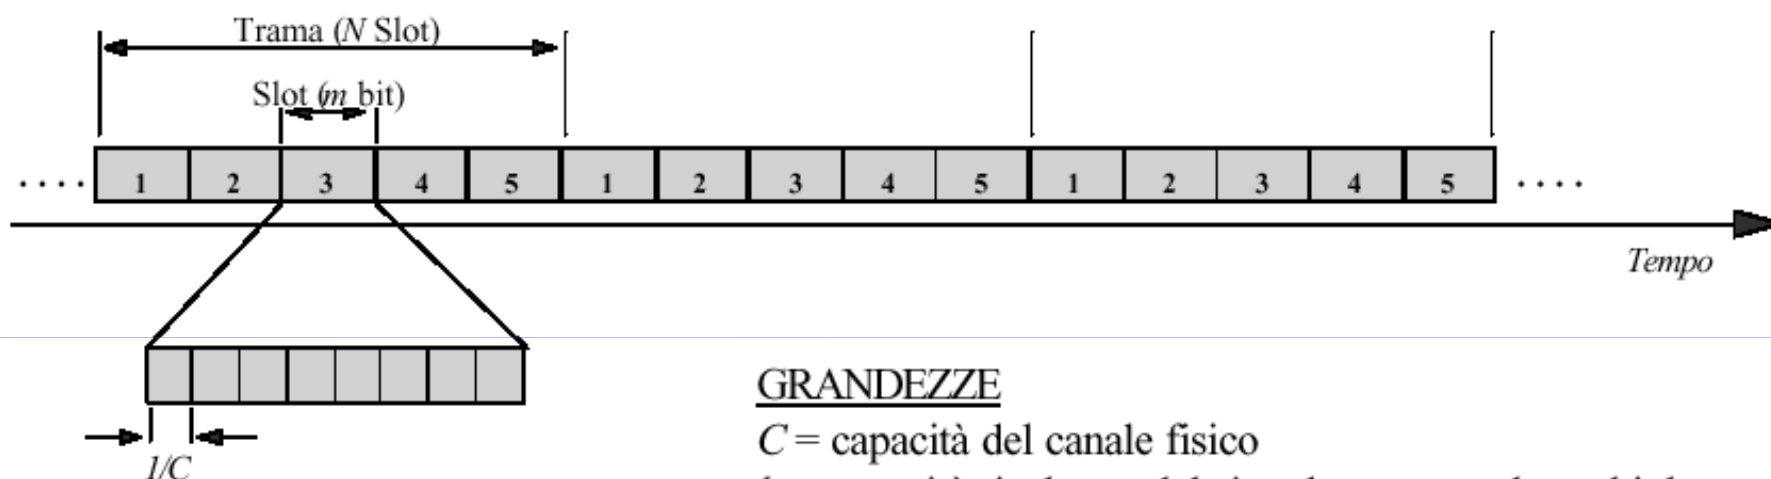 Trama (N Slot)
Slot (m bit)
. . . . 1 2 3 4 5 1 2 3 4 5 1 2 3 4 5 . . . .
Tempo
GRANDEZZE
C = capacità del canale fisico
1/C